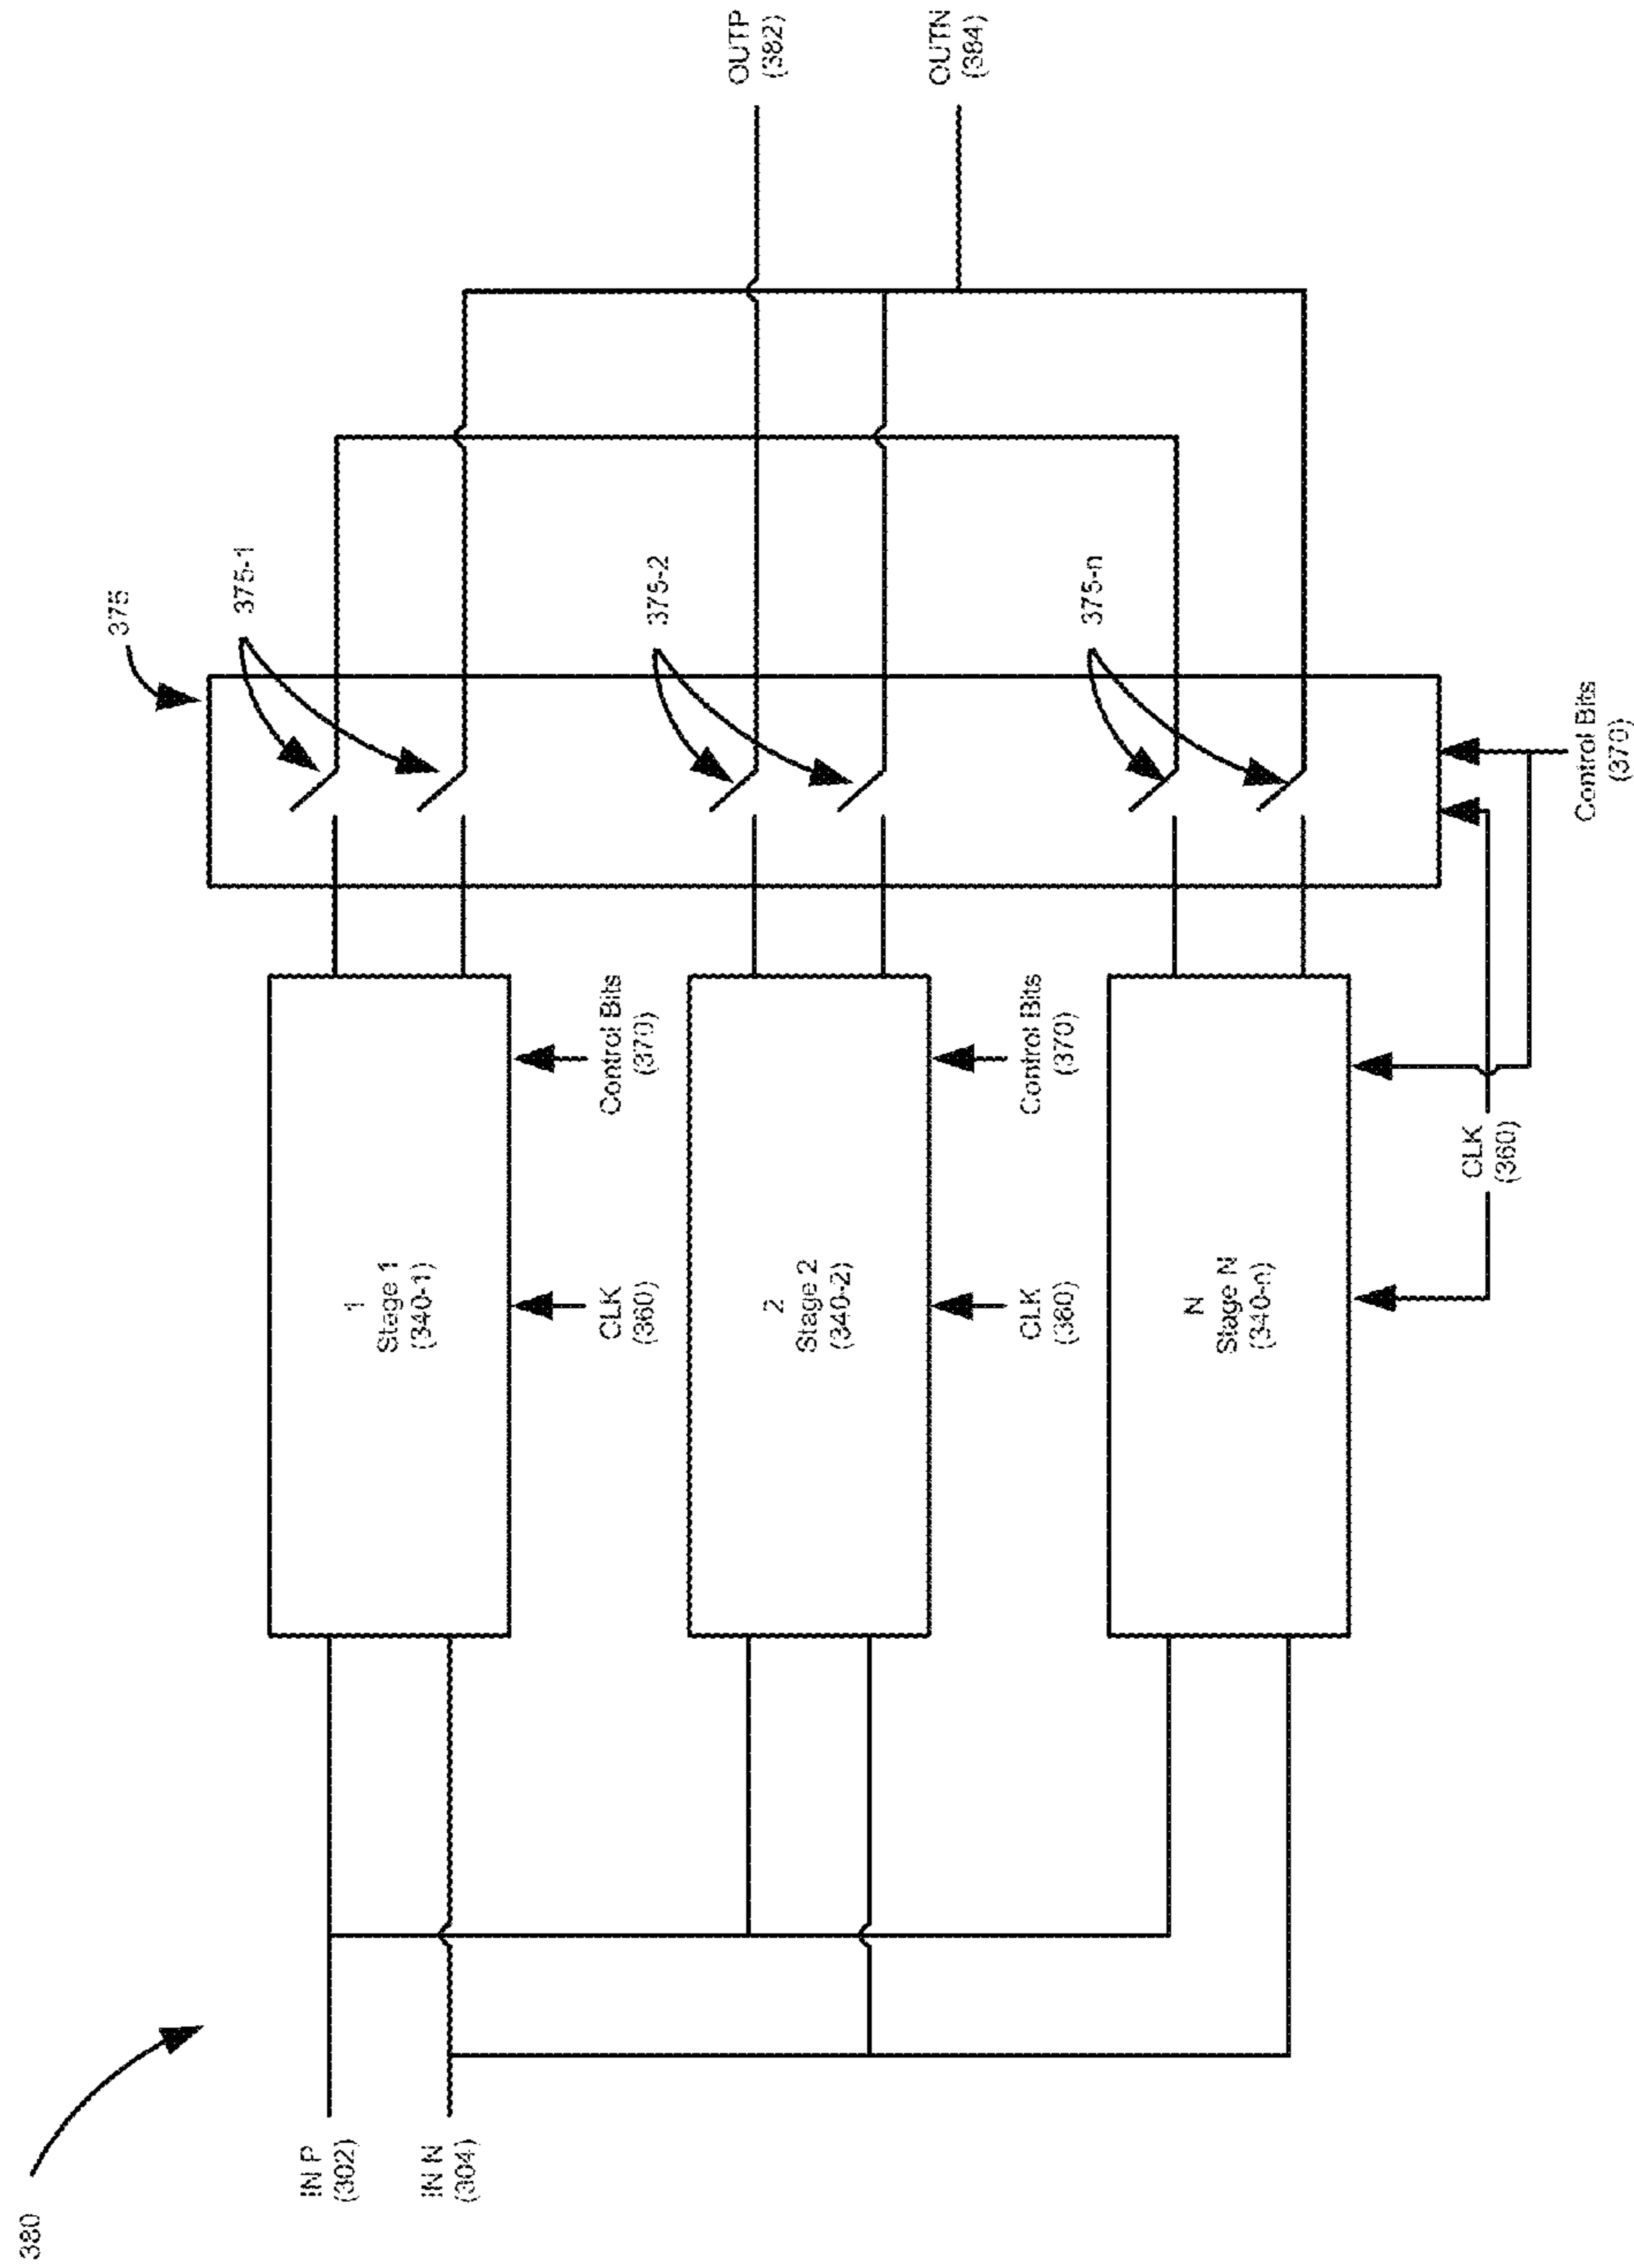 380
IN P
(302)
IN N
(304)
1
Stage 1
(340-1)
CLK
(360)
Control Bits
(370)
2
Stage 2
(340-2)
CLK
(360)
Control Bits
(370)
N
Stage N
(340-n)
CLK
(360)
Control Bits
(370)
375
375-1
375-2
375-n
OUTP
(382)
OUTN
(384)